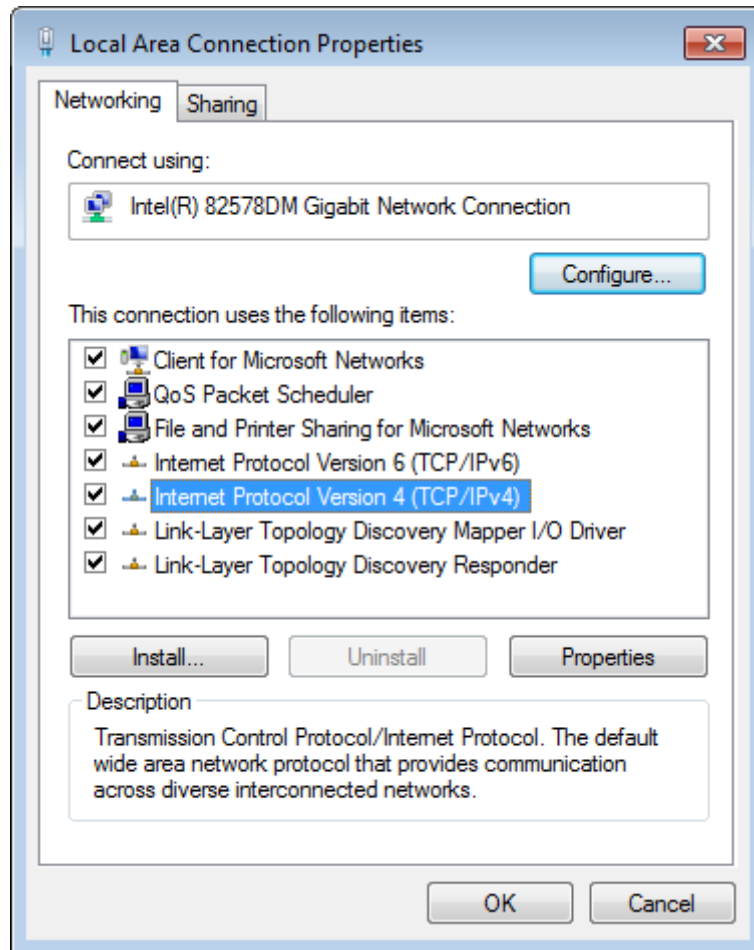 Local Area Connection Properties
Networking
Sharing
Connect using:
Intel(R) 82578DM Gigabit Network Connection
Configure...
This connection uses the following items:
Client for Microsoft Networks
QoS Packet Scheduler
File and Printer Sharing for Microsoft Networks
Internet Protocol Version 6 (TCP/IPv6)
Internet Protocol Version 4 (TCP/IPv4)
Link-Layer Topology Discovery Mapper I/O Driver
Link-Layer Topology Discovery Responder
Install...
Uninstall
Properties
Description
Transmission Control Protocol/Internet Protocol. The default
wide area network protocol that provides communication
across diverse interconnected networks.
OK
Cancel